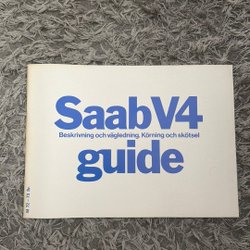 Saab V4
Beskrivning och vägledning. Körning och skötsel
guide